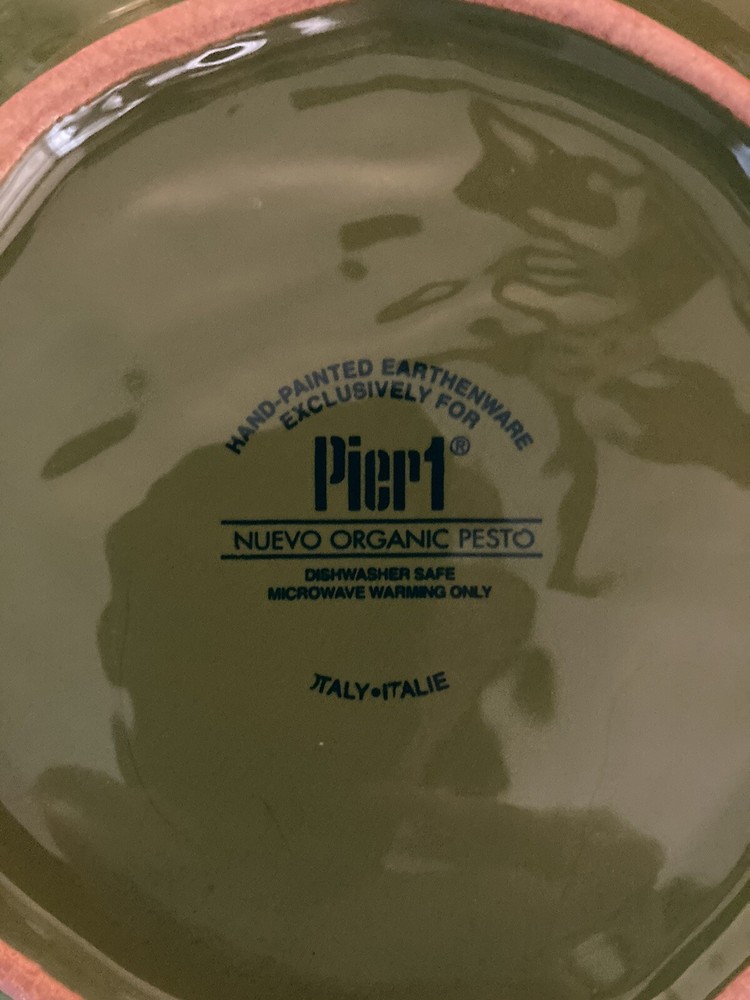 HAND-PAINTED EARTHENWARE
EXCLUSIVELY FOR
Pier1®
NUEVO ORGANIC PESTO
DISHWASHER SAFE
MICROWAVE WARMING ONLY
ITALY•ITALIE